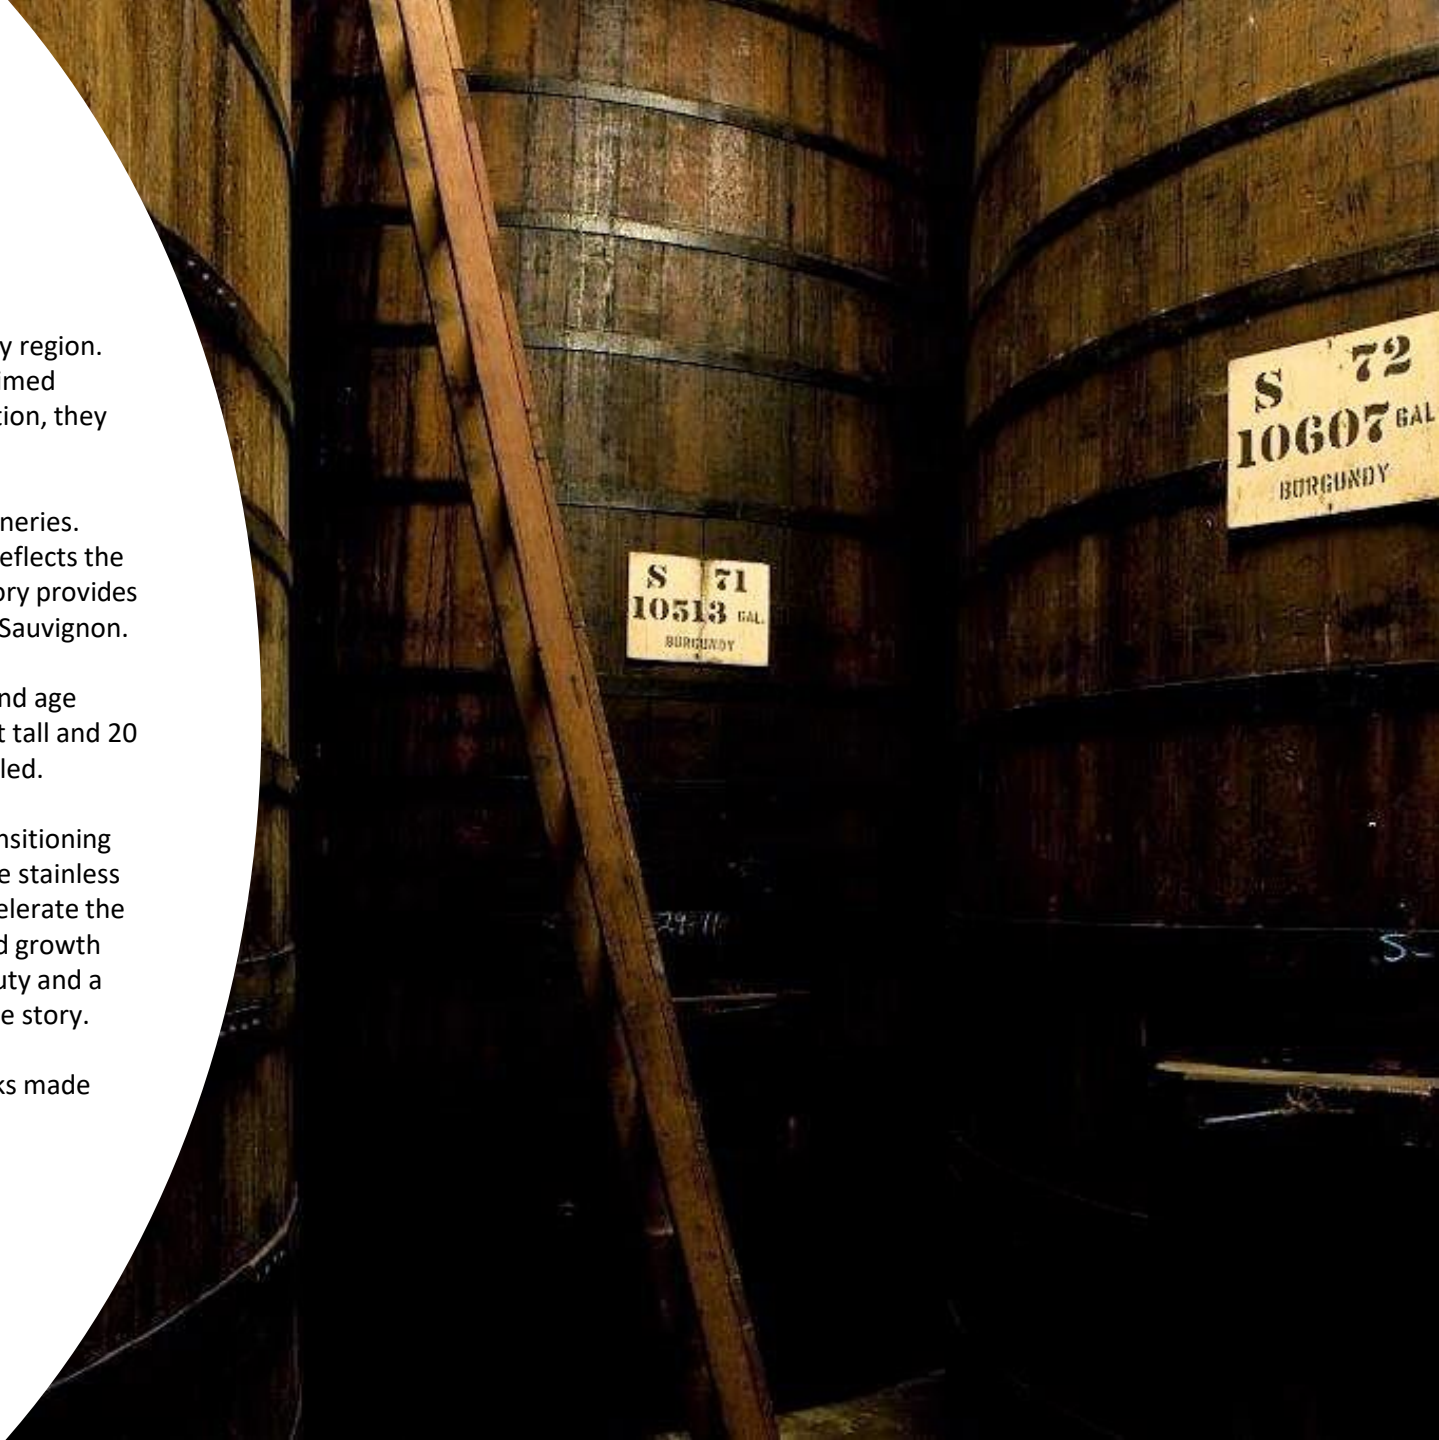 y region.
imed
tion, they
neries.
eflects the
ory provides
Sauvignon.
nd age
t tall and 20
led.
nsitioning
e stainless
elerate the
d growth
uty and a
e story.
ks made
S 71
10513 GAL.
BURGUNDY
S 72
10607 GAL
BURGUNDY
S-